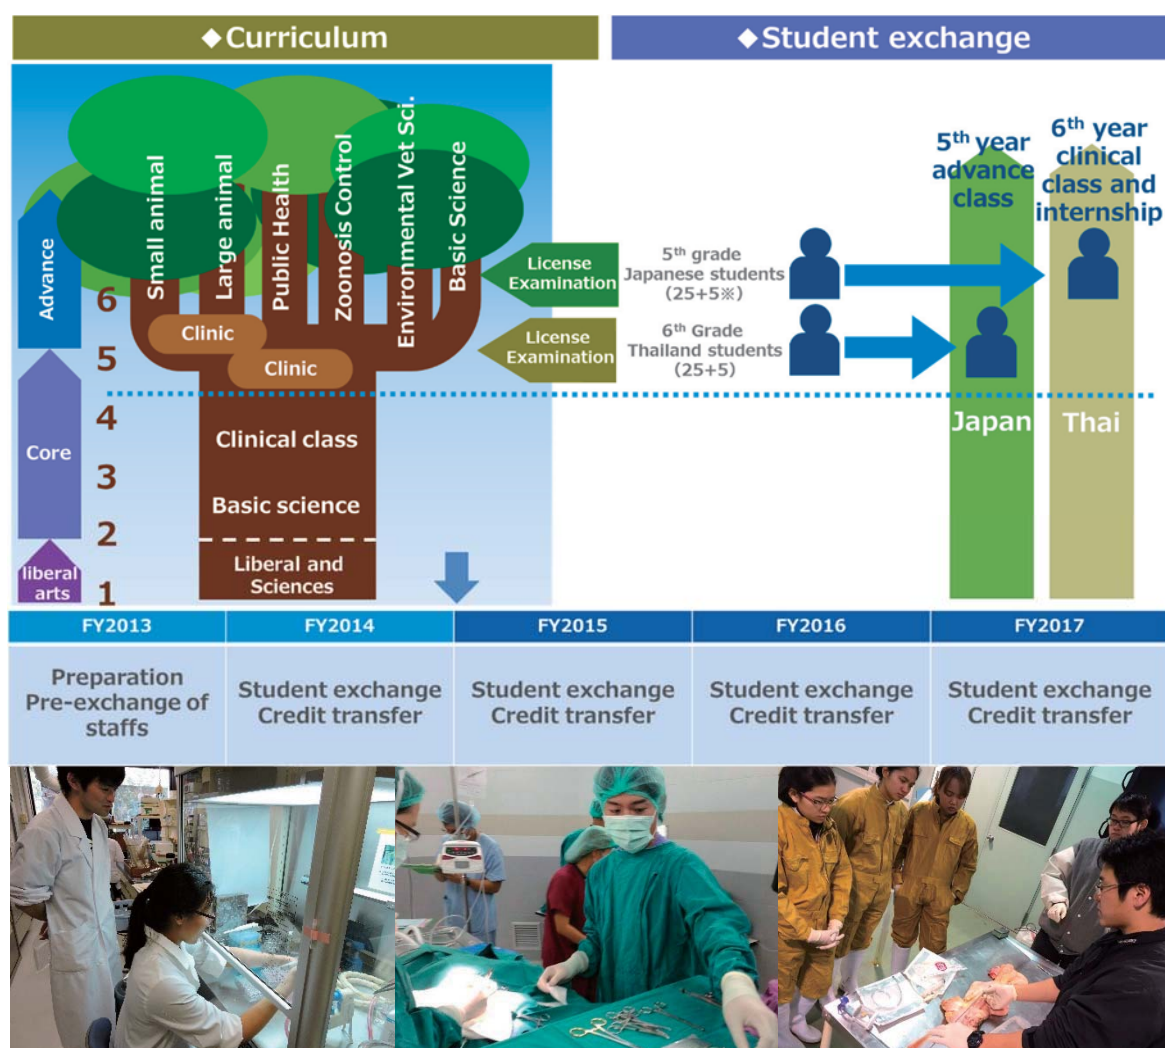 ◆Curriculum
◆Student exchange
Small animal
Large animal
Public Health
Zoonosis Control
Environmental Vet Sci.
Basic Science
Clinic
Clinic
Clinical class
Basic science
Liberal and
Sciences
Advance
Core
liberal
arts
6
5
4
3
2
1
License
Examination
License
Examination
5th grade
Japanese students
(25+5※)
6th Grade
Thailand students
(25+5)
5th year
advance
class
6th year
clinical
class and
internship
Japan
Thai
FY2013
FY2014
FY2015
FY2016
FY2017
Preparation
Pre-exchange of
staffs
Student exchange
Credit transfer
Student exchange
Credit transfer
Student exchange
Credit transfer
Student exchange
Credit transfer